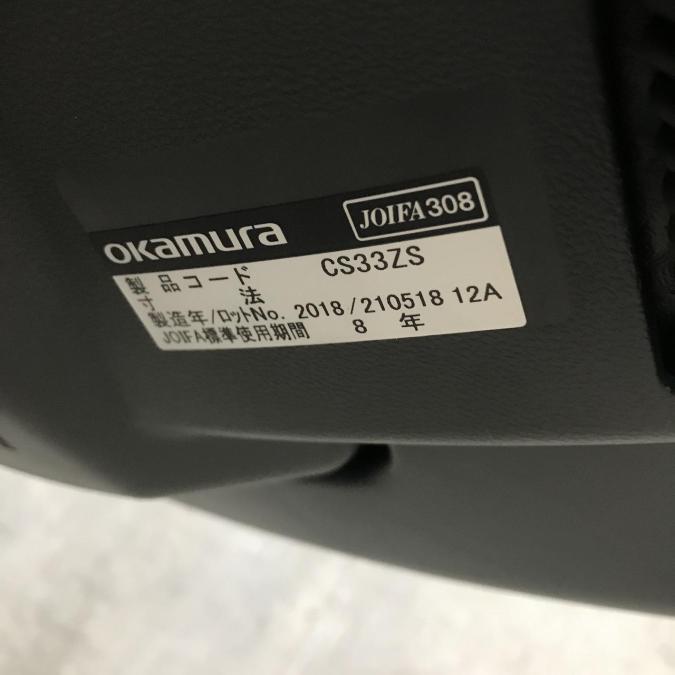 okamura
JOIFA308
製品コード CS33ZS
寸法
製造年/ロットNo. 2018/210518 12A
JOIFA標準使用期間 8 年